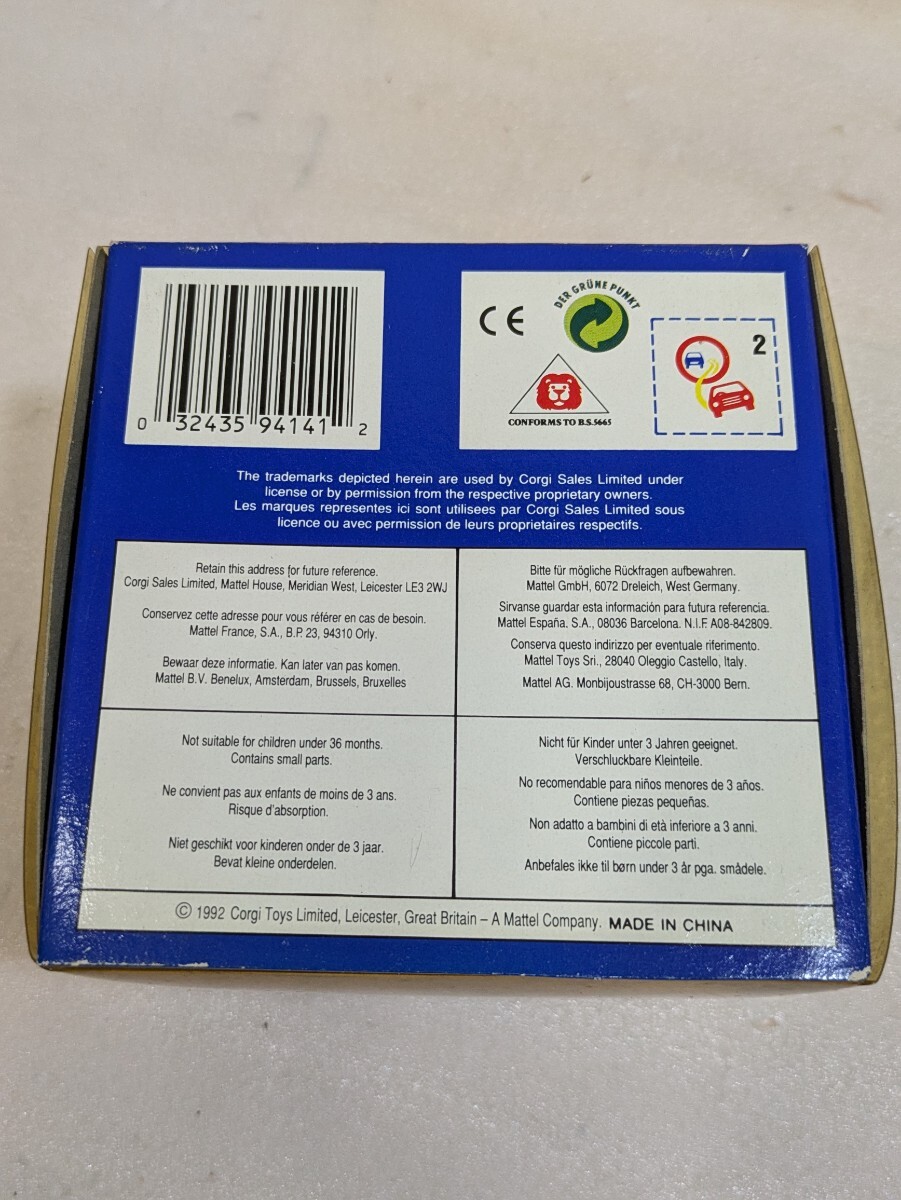 0 32435 94141 2
CE
DER GRÜNE PUNKT
2
CONFORMS TO B.S.5665
The trademarks depicted herein are used by Corgi Sales Limited under
license or by permission from the respective proprietary owners.
Les marques representes ici sont utilisees par Corgi Sales Limited sous
licence ou avec permission de leurs proprietaires respectifs.
Retain this address for future reference.
Corgi Sales Limited, Mattel House, Meridian West, Leicester LE3 2WJ
Conservez cette adresse pour vous référer en cas de besoin.
Mattel France, S.A., B.P. 23, 94310 Orly.
Bewaar deze informatie. Kan later van pas komen.
Mattel B.V. Benelux, Amsterdam, Brussels, Bruxelles
Bitte für mögliche Rückfragen aufbewahren.
Mattel GmbH, 6072 Dreleich, West Germany.
Sirvanse guardar esta información para futura referencia.
Mattel España. S.A., 08036 Barcelona. N.I.F. A08-842809.
Conserva questo indirizzo per eventuale riferimento.
Mattel Toys Sri., 28040 Oleggio Castello, Italy.
Mattel AG. Monbijoustrasse 68, CH-3000 Bern.
Not suitable for children under 36 months.
Contains small parts.
Ne convient pas aux enfants de moins de 3 ans.
Risque d'absorption.
Niet geschikt voor kinderen onder de 3 jaar.
Bevat kleine onderdelen.
Nicht für Kinder unter 3 Jahren geeignet.
Verschluckbare Kleinteile.
No recomendable para niños menores de 3 años.
Contiene piezas pequeñas.
Non adatto a bambini di età inferiore a 3 anni.
Contiene piccole parti.
Anbefales ikke til børn under 3 år pga. smådele.
© 1992 Corgi Toys Limited, Leicester, Great Britain – A Mattel Company. MADE IN CHINA